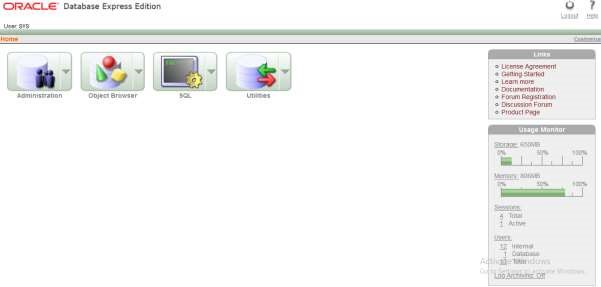 ORACLE Database Express Edition
Logout Help
User: SYS
Home
Customize
Administration
Object Browser
SQL
Utilities
Links
License Agreement
Getting Started
Learn more
Documentation
Forum Registration
Discussion Forum
Product Page
Usage Monitor
Storage: 650MB
0% 50% 100%
Memory: 806MB
0% 50% 100%
Sessions:
4 Total
1 Active
Users:
12 Internal
1 Database
13 Total
Log Archiving: Off
Activate Windows
Go to Settings to activate Windows.